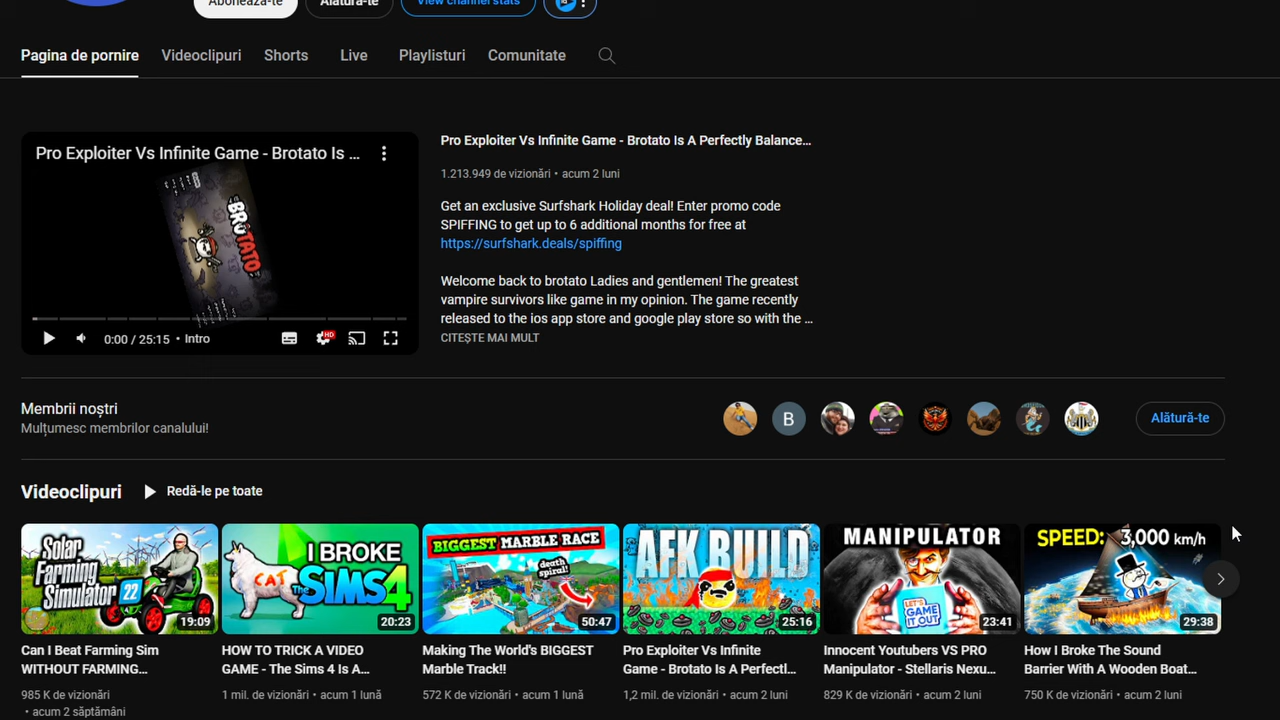 Abonează-te
Alătură-te
View channel stats
Pagina de pornire
Videoclipuri
Shorts
Live
Playlisturi
Comunitate
Pro Exploiter Vs Infinite Game - Brotato Is ...
BROTATO
0:00 / 25:15 • Intro
HD
Pro Exploiter Vs Infinite Game - Brotato Is A Perfectly Balance...
1.213.949 de vizionări • acum 2 luni
Get an exclusive Surfshark Holiday deal! Enter promo code
SPIFFING to get up to 6 additional months for free at
https://surfshark.deals/spiffing
Welcome back to brotato Ladies and gentlemen! The greatest
vampire survivors like game in my opinion. The game recently
released to the ios app store and google play store so with the ...
CITEȘTE MAI MULT
Membrii noștri
Mulțumesc membrilor canalului!
B
Alătură-te
Videoclipuri
Redă-le pe toate
Solar
Farming
Simulator 22
19:09
I BROKE
The SIMS 4
CAT
20:23
BIGGEST MARBLE RACE
death
spiral!
50:47
AFK BUILD
25:16
MANIPULATOR
LET'S
GAME
IT OUT
23:41
SPEED: 3,000 km/h
29:38
Can I Beat Farming Sim
WITHOUT FARMING...
985 K de vizionări
• acum 2 săptămâni
HOW TO TRICK A VIDEO
GAME - The Sims 4 Is A...
1 mil. de vizionări • acum 1 lună
Making The World's BIGGEST
Marble Track!!
572 K de vizionări • acum 1 lună
Pro Exploiter Vs Infinite
Game - Brotato Is A Perfectl...
1,2 mil. de vizionări • acum 2 luni
Innocent Youtubers VS PRO
Manipulator - Stellaris Nexu...
829 K de vizionări • acum 2 luni
How I Broke The Sound
Barrier With A Wooden Boat...
750 K de vizionări • acum 2 luni